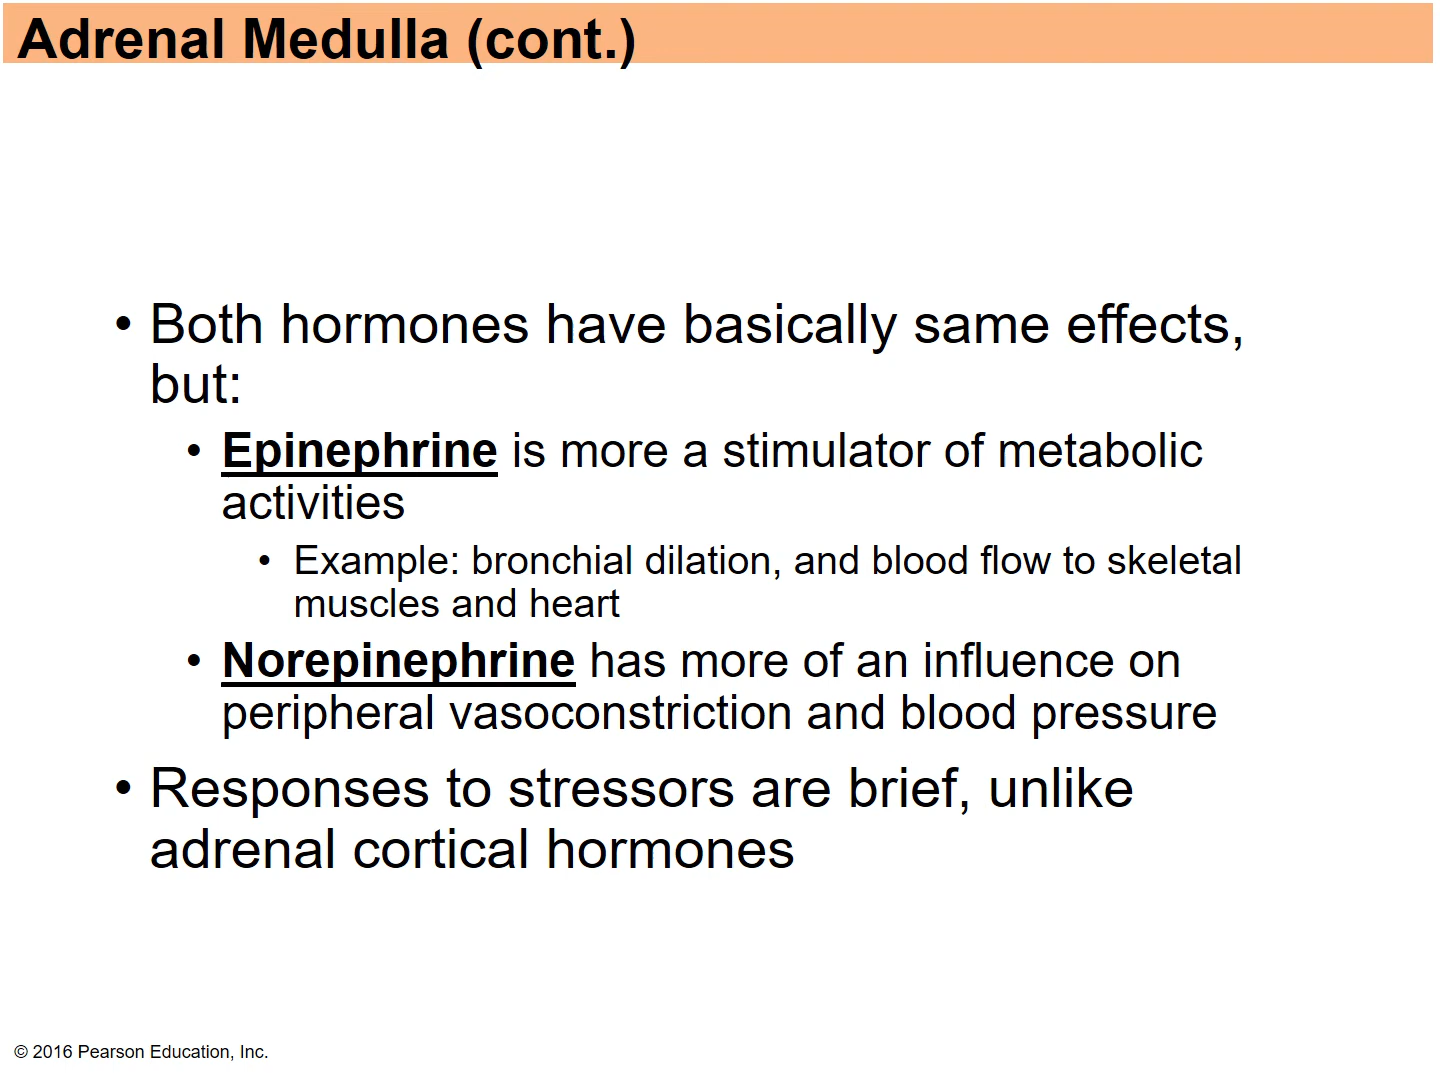 Adrenal Medulla (cont.)
• Both hormones have basically same effects,
but:
• Epinephrine is more a stimulator of metabolic
activities
• Example: bronchial dilation, and blood flow to skeletal
muscles and heart
• Norepinephrine has more of an influence on
peripheral vasoconstriction and blood pressure
• Responses to stressors are brief, unlike
adrenal cortical hormones
© 2016 Pearson Education, Inc.